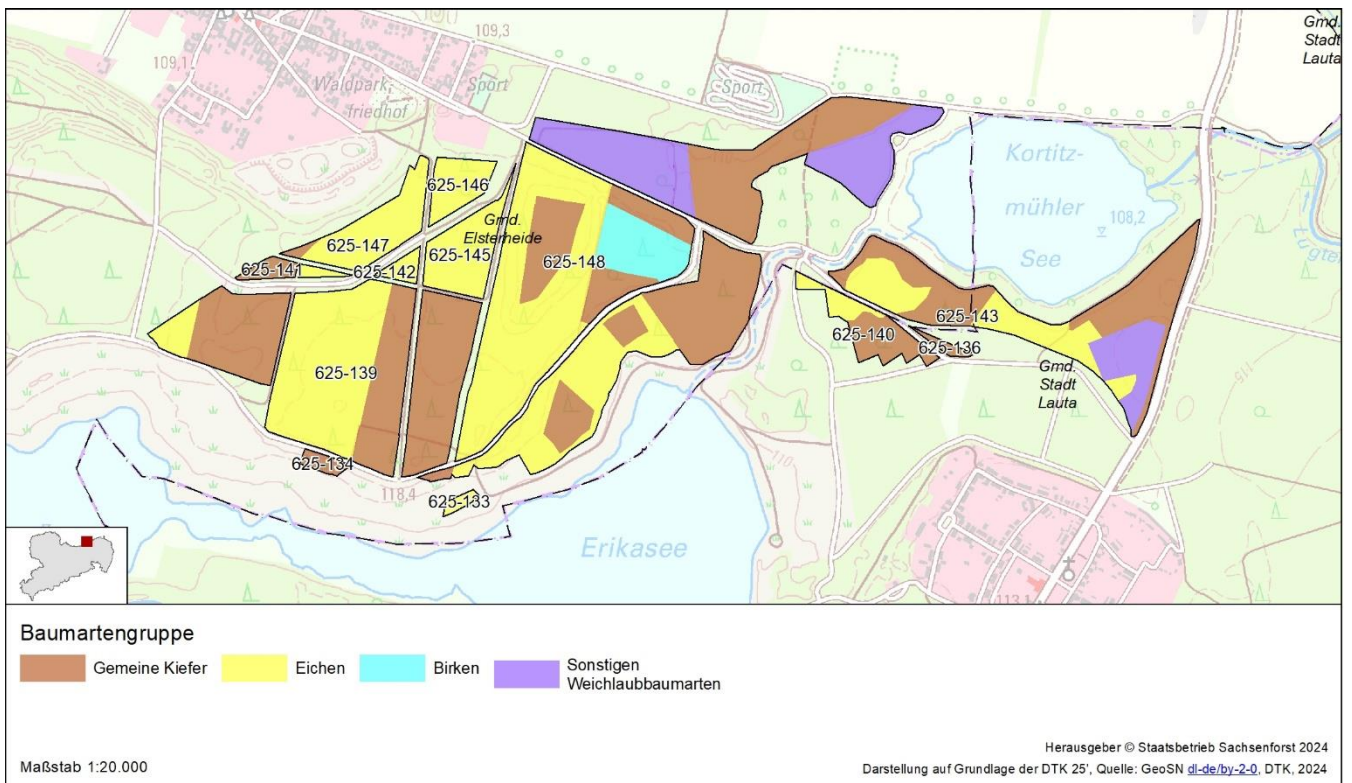 109,3
109,1
Waldpark,
friedhof
Sport
Sport
Gmd.
Stadt
Lauta
Kortitz-
mühler
See
108,2
625-146
Gmd.
Elsterheide
625-147
625-145
625-148
625-141
625-142
625-143
625-140
625-136
625-139
Gmd.
Stadt
Lauta
115
110
625-134
118,4
625-133
Erikasee
113,1
Baumartengruppe
Gemeine Kiefer
Eichen
Birken
Sonstigen
Weichlaubbaumarten
Herausgeber © Staatsbetrieb Sachsenforst 2024
Maßstab 1:20.000
Darstellung auf Grundlage der DTK 25', Quelle: GeoSN dl-de/by-2-0, DTK, 2024